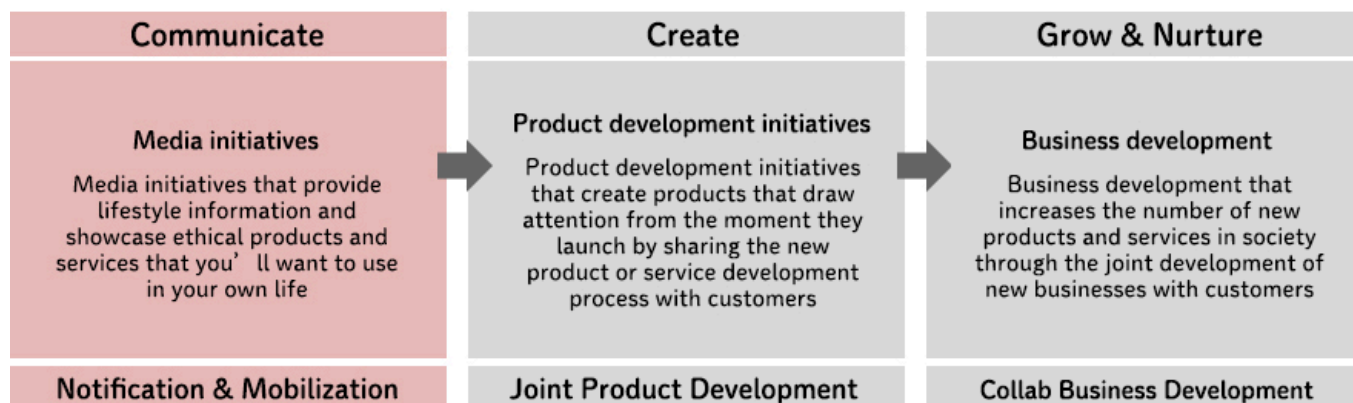 Communicate
Media initiatives
Media initiatives that provide
lifestyle information and
showcase ethical products and
services that you’ ll want to use
in your own life
Notification & Mobilization
Create
Product development initiatives
Product development initiatives
that create products that draw
attention from the moment they
launch by sharing the new
product or service development
process with customers
Joint Product Development
Grow & Nurture
Business development
Business development that
increases the number of new
products and services in society
through the joint development of
new businesses with customers
Collab Business Development